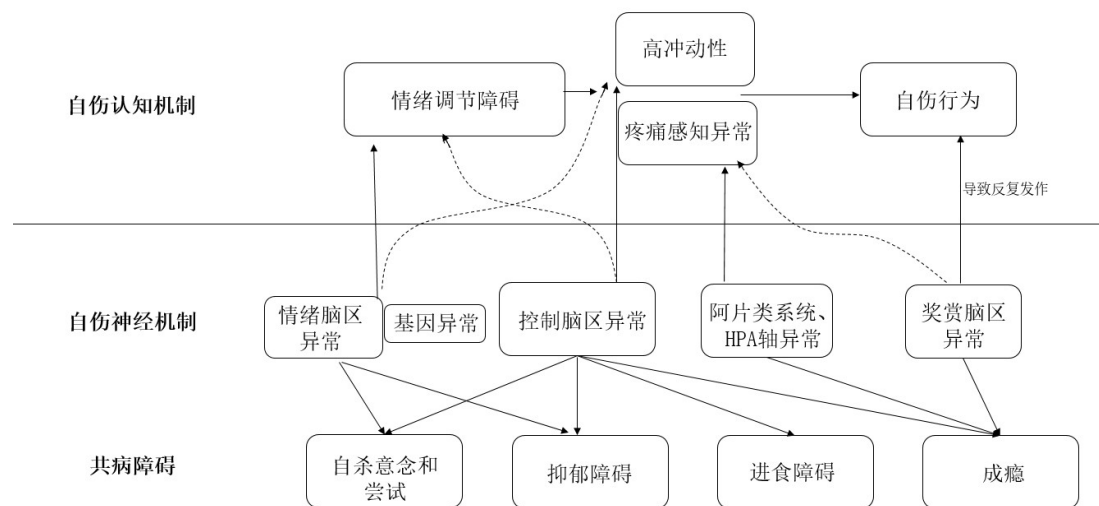 高冲动性
自伤认知机制
情绪调节障碍
自伤行为
疼痛感知异常
导致反复发作
自伤神经机制
情绪脑区
异常
基因异常
控制脑区异常
阿片类系统、
HPA轴异常
奖赏脑区
异常
共病障碍
自杀意念和
尝试
抑郁障碍
进食障碍
成瘾